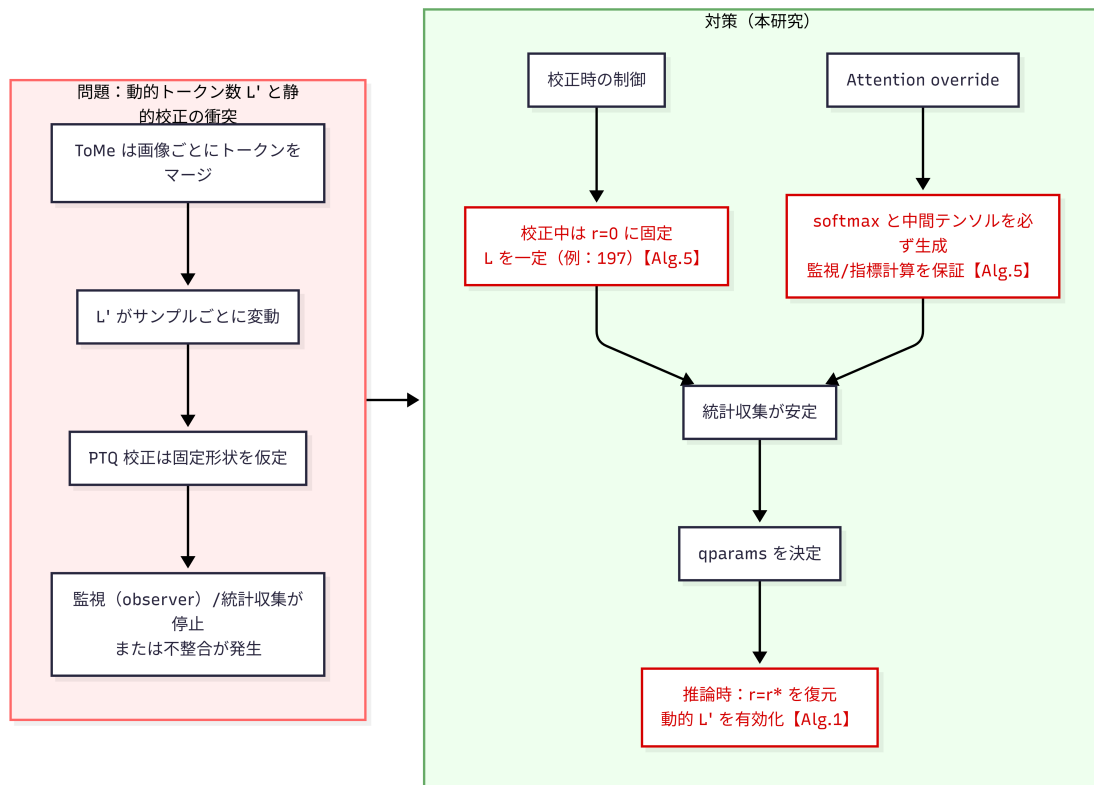 問題：動的トークン数 L' と静
的校正の衝突
ToMe は画像ごとにトークンを
マージ
L' がサンプルごとに変動
PTQ 校正は固定形状を仮定
監視（observer）/統計収集が
停止
または不整合が発生
対策（本研究）
校正時の制御
Attention override
校正中は r=0 に固定
L を一定（例：197）【Alg.5】
softmax と中間テンソルを必
ず生成
監視/指標計算を保証【Alg.5】
統計収集が安定
qparams を決定
推論時：r=r* を復元
動的 L' を有効化【Alg.1】